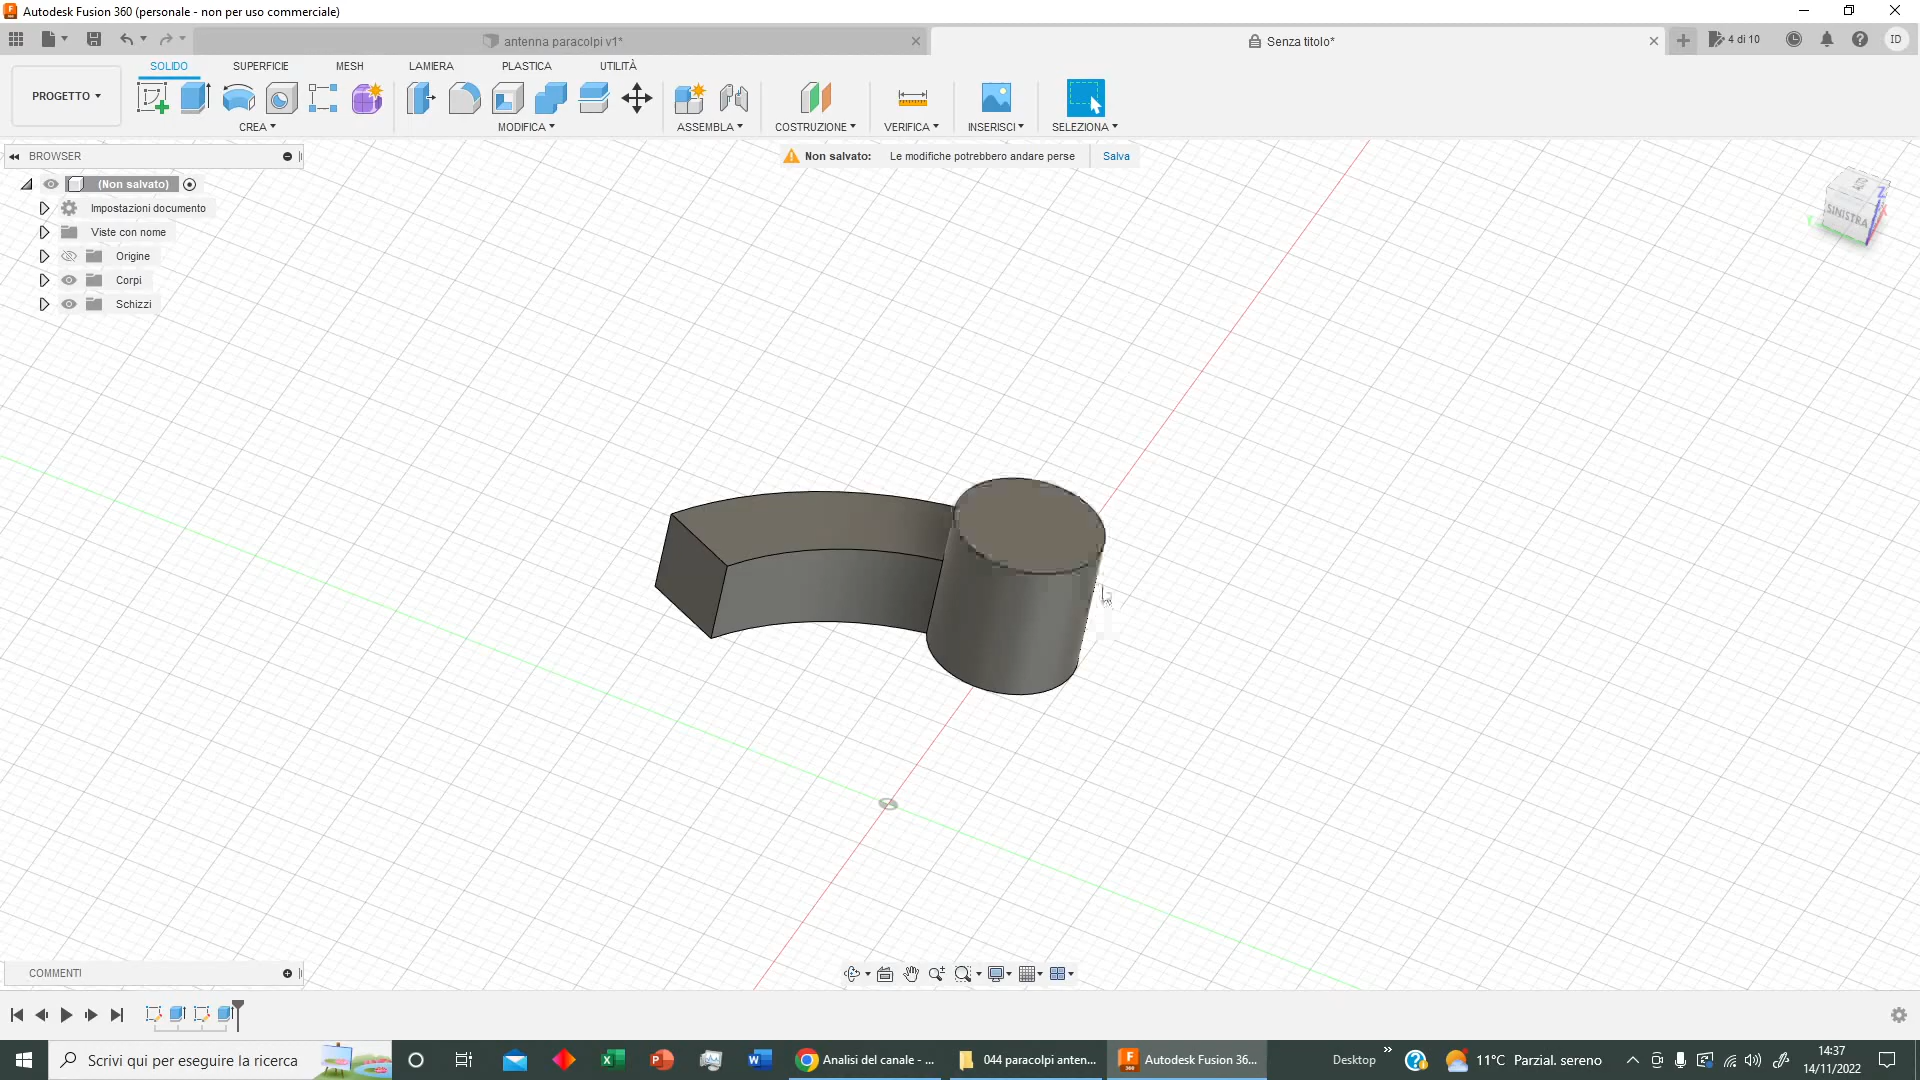 Autodesk Fusion 360 (personale - non per uso commerciale)
antenna paracolpi v1*
Senza titolo*
4 di 10
ID
PROGETTO
SOLIDO
SUPERFICIE
MESH
LAMIERA
PLASTICA
UTILITÀ
CREA
MODIFICA
ASSEMBLA
COSTRUZIONE
VERIFICA
INSERISCI
SELEZIONA
BROWSER
Non salvato:
Le modifiche potrebbero andare perse
Salva
(Non salvato)
Impostazioni documento
Viste con nome
Origine
Corpi
Schizzi
ALTO
SINISTRA
Z
X
Y
COMMENTI
Scrivi qui per eseguire la ricerca
Analisi del canale - ...
044 paracolpi anten...
Autodesk Fusion 36...
Desktop
11°C Parzial. sereno
14:37
14/11/2022